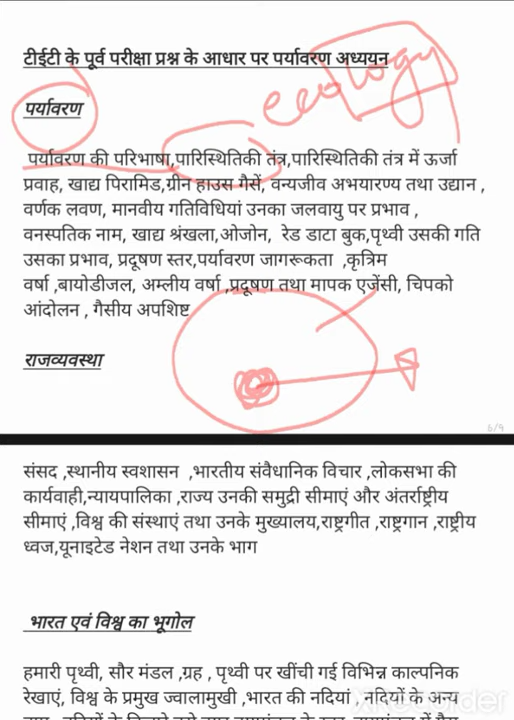 टीईटी के पूर्व परीक्षा प्रश्न के आधार पर पर्यावरण अध्ययन
ecology
पर्यावरण
पर्यावरण की परिभाषा,पारिस्थितिकी तंत्र,पारिस्थितिकी तंत्र में ऊर्जा
प्रवाह, खाद्य पिरामिड,ग्रीन हाउस गैसें, वन्यजीव अभयारण्य तथा उद्यान ,
वर्णक लवण, मानवीय गतिविधियां उनका जलवायु पर प्रभाव ,
वनस्पतिक नाम, खाद्य श्रंखला,ओजोन, रेड डाटा बुक,पृथ्वी उसकी गति
उसका प्रभाव, प्रदूषण स्तर,पर्यावरण जागरूकता ,कृत्रिम
वर्षा ,बायोडीजल, अम्लीय वर्षा ,प्रदूषण तथा मापक एजेंसी, चिपको
आंदोलन , गैसीय अपशिष्ट
राजव्यवस्था
6/9
संसद ,स्थानीय स्वशासन ,भारतीय संवैधानिक विचार ,लोकसभा की
कार्यवाही,न्यायपालिका ,राज्य उनकी समुद्री सीमाएं और अंतर्राष्ट्रीय
सीमाएं ,विश्व की संस्थाएं तथा उनके मुख्यालय,राष्ट्रगीत ,राष्ट्रगान ,राष्ट्रीय
ध्वज,यूनाइटेड नेशन तथा उनके भाग
भारत एवं विश्व का भूगोल
हमारी पृथ्वी, सौर मंडल ,ग्रह , पृथ्वी पर खींची गई विभिन्न काल्पनिक
रेखाएं, विश्व के प्रमुख ज्वालामुखी ,भारत की नदियां , नदियों के अन्य
XRecorder